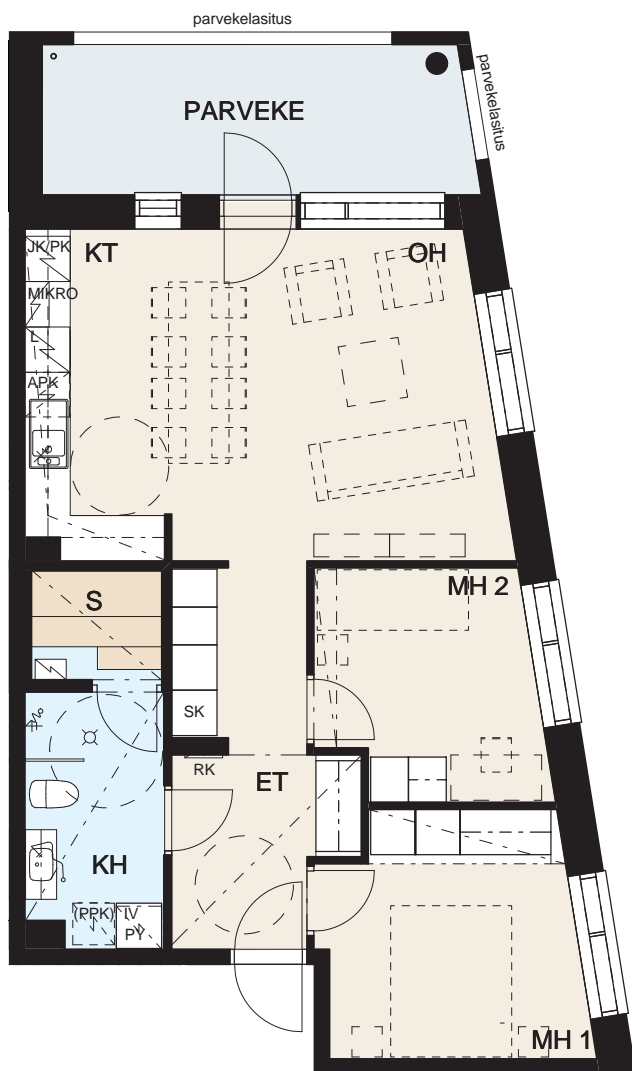 parvekelasitus
parvekelasitus
PARVEKE
JK/PK
KT
OH
MIKRO
L
APK
S
MH 2
SK
RK
ET
KH
(PPK)
IV
PY
MH 1